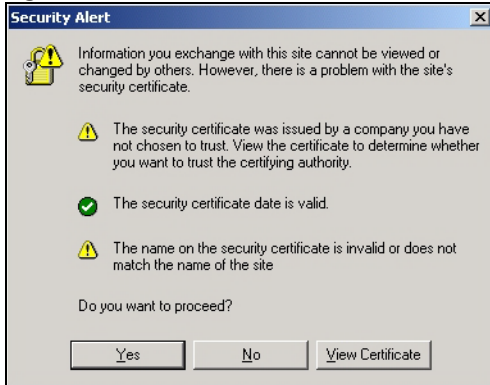 Security Alert
Information you exchange with this site cannot be viewed or
changed by others. However, there is a problem with the site's
security certificate.
The security certificate was issued by a company you have
not chosen to trust. View the certificate to determine whether
you want to trust the certifying authority.
The security certificate date is valid.
The name on the security certificate is invalid or does not
match the name of the site
Do you want to proceed?
Yes No View Certificate